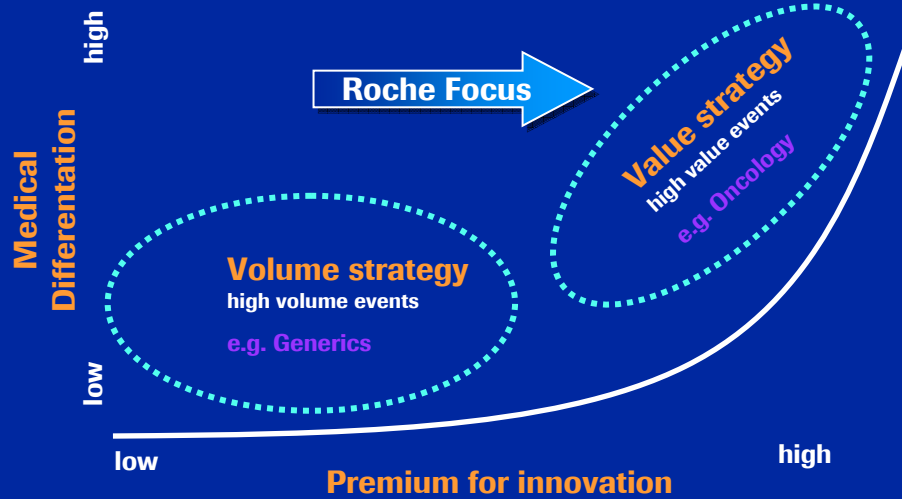 high
Roche Focus
Value strategy
high value events
e.g. Oncology
Medical
Differentation
Volume strategy
high volume events
e.g. Generics
low
low
high
Premium for innovation